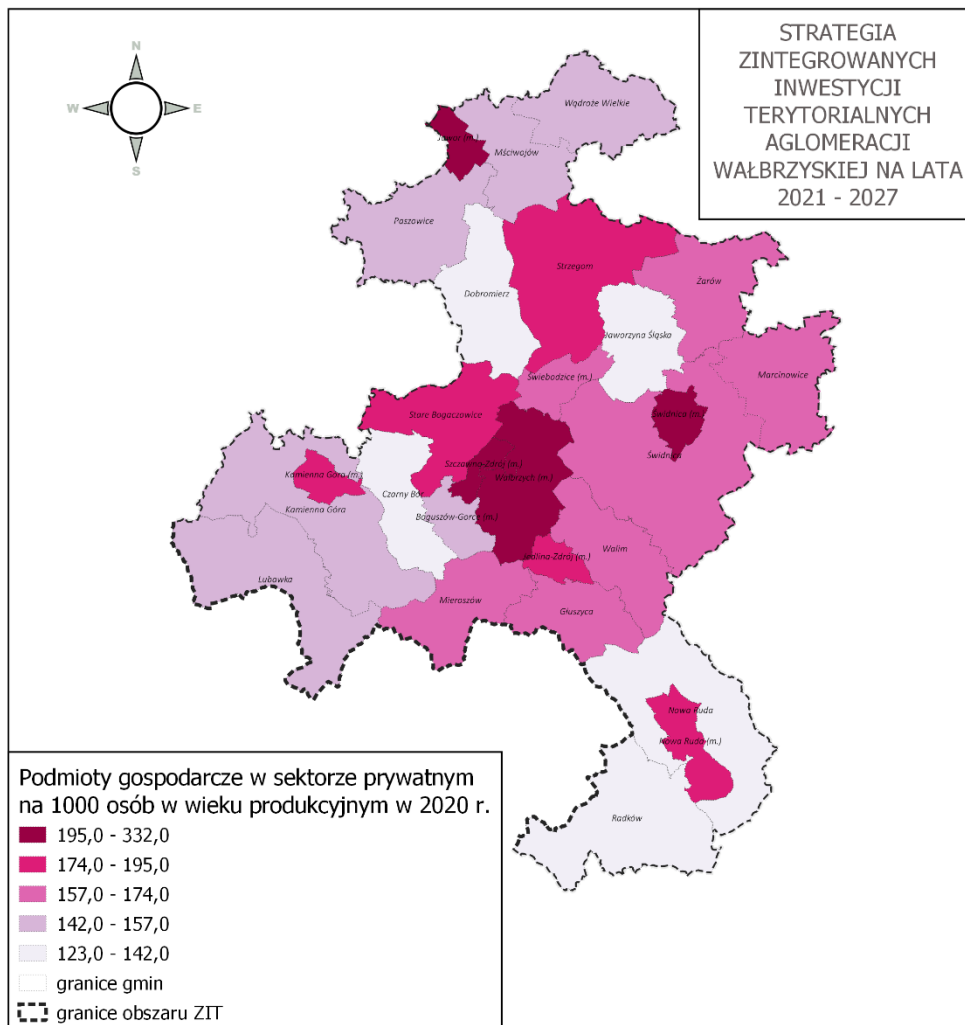 STRATEGIA
ZINTEGROWANYCH
INWESTYCJI
TERYTORIALNYCH
AGLOMERACJI
WAŁBRZYSKIEJ NA LATA
2021 - 2027
N
W E
S
Wądroże Wielkie
Jawor (m.)
Mściwojów
Paszowice
Strzegom
Żarów
Dobromierz
Jaworzyna Śląska
Świebodzice (m.)
Marcinowice
Stare Bogaczowice
Świdnica (m.)
Świdnica
Szczawno-Zdrój (m.)
Kamienna Góra (m.)
Wałbrzych (m.)
Czarny Bór
Kamienna Góra
Boguszów-Gorce (m.)
Walim
Jedlina-Zdrój (m.)
Lubawka
Mieroszów
Głuszyca
Nowa Ruda
Nowa Ruda (m.)
Radków
Podmioty gospodarcze w sektorze prywatnym
na 1000 osób w wieku produkcyjnym w 2020 r.
195,0 - 332,0
174,0 - 195,0
157,0 - 174,0
142,0 - 157,0
123,0 - 142,0
granice gmin
granice obszaru ZIT